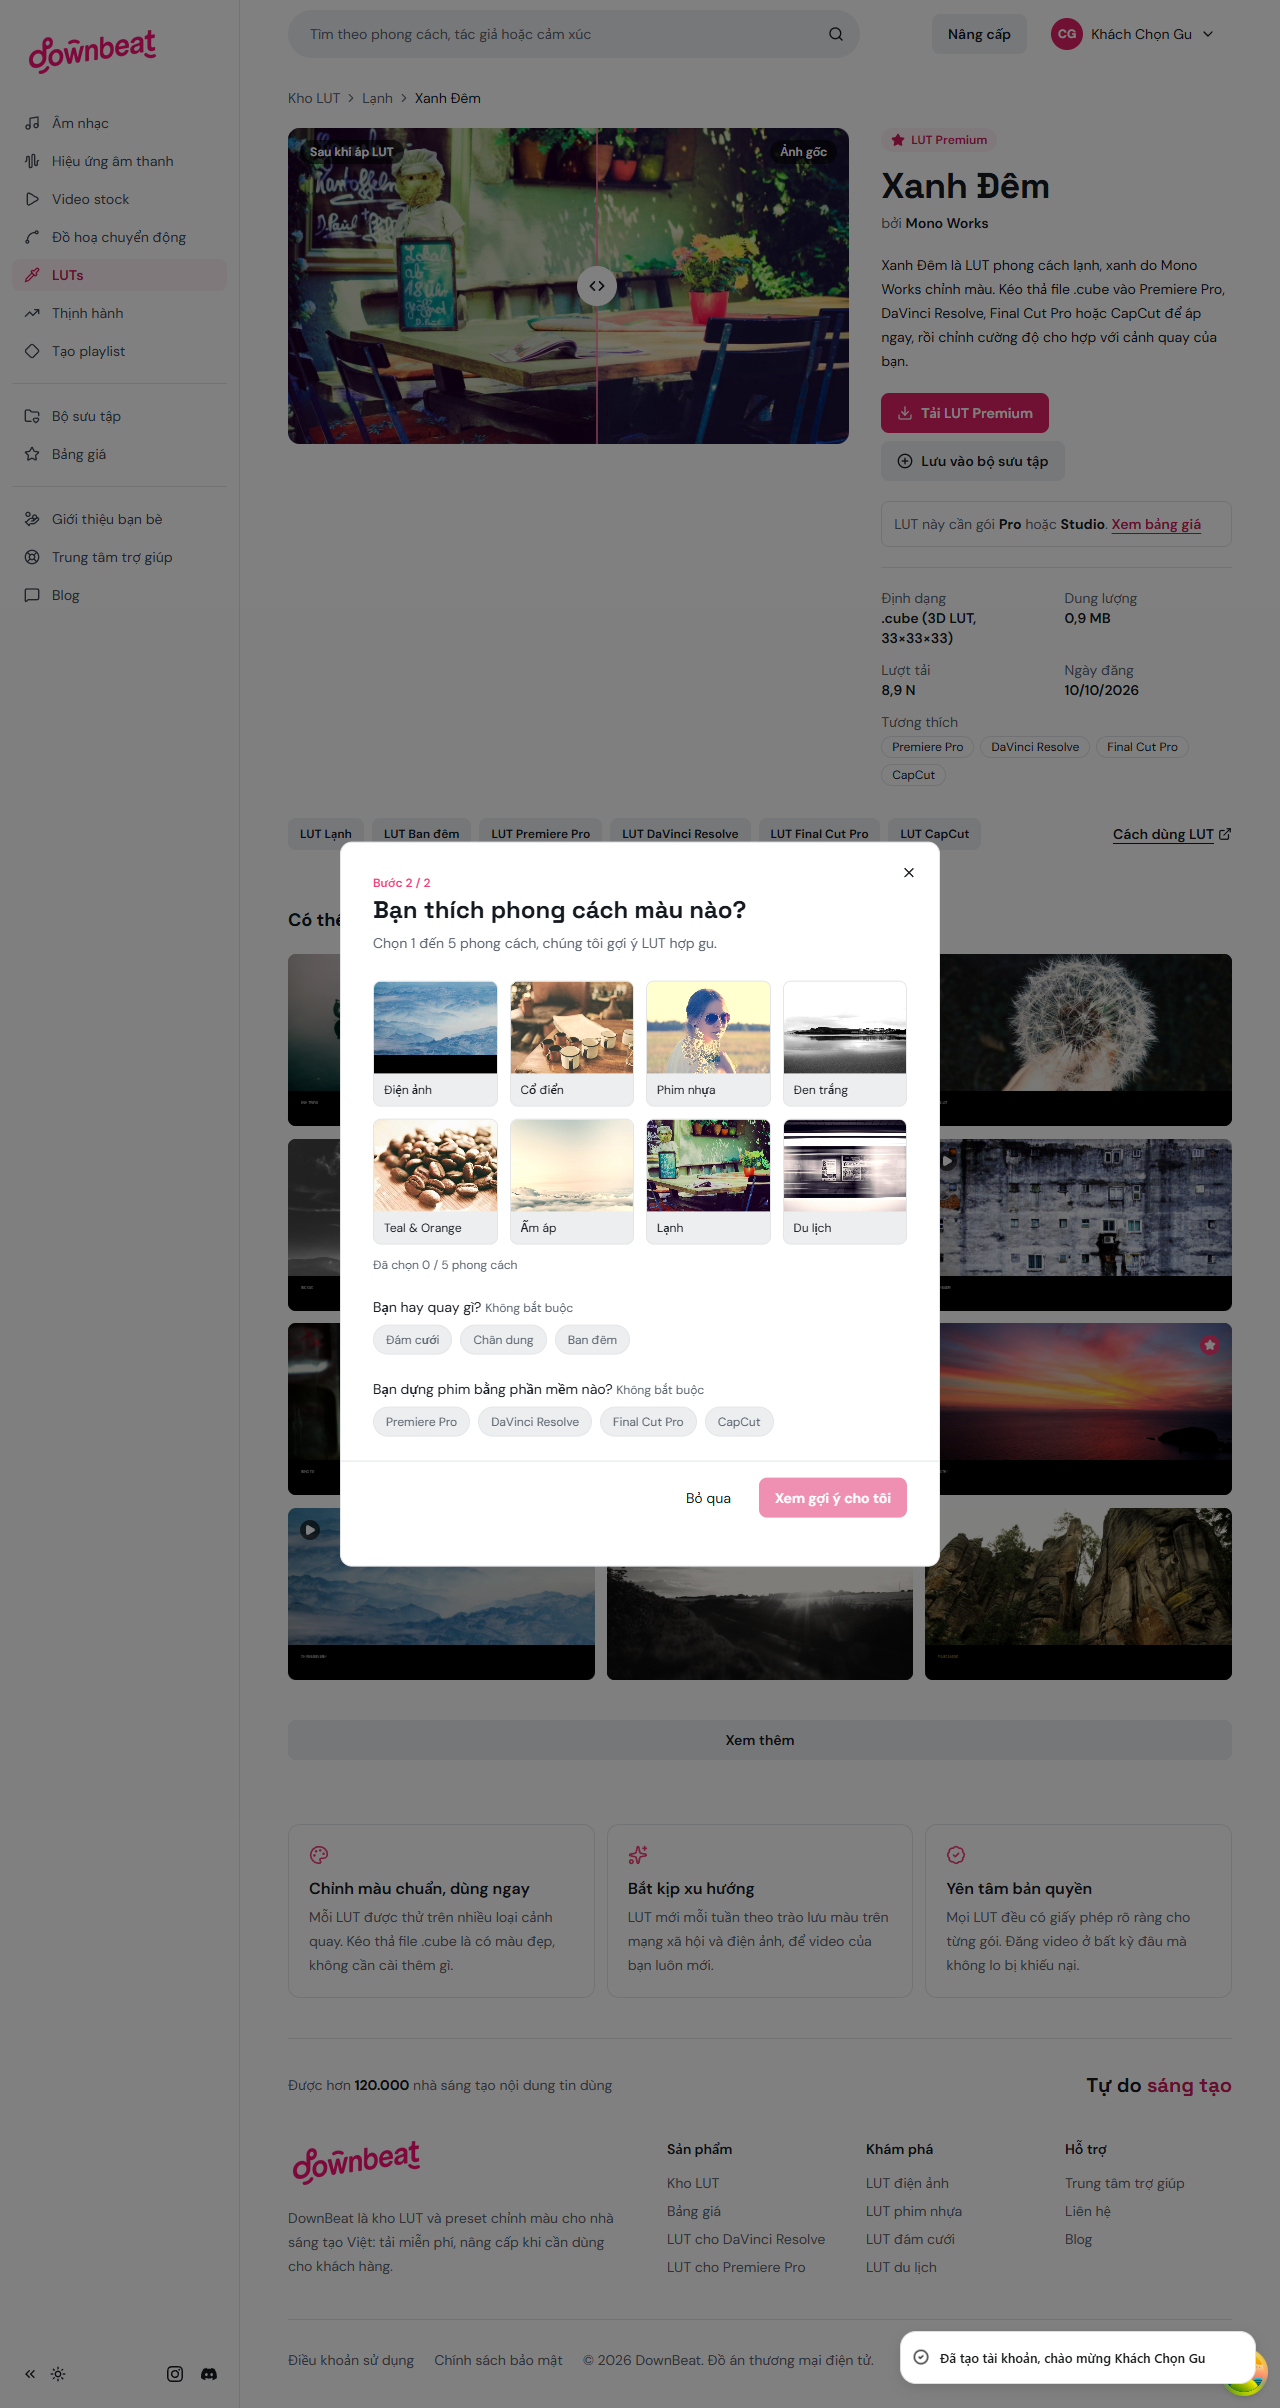 downbeat
Tìm theo phong cách, tác giả hoặc cảm xúc
Nâng cấp
CG
Khách Chọn Gu
Âm nhạc
Hiệu ứng âm thanh
Video stock
Đồ hoạ chuyển động
LUTs
Thịnh hành
Tạo playlist
Bộ sưu tập
Bảng giá
Giới thiệu bạn bè
Trung tâm trợ giúp
Blog
Kho LUT
Lạnh
Xanh Đêm
Sau khi áp LUT
Ảnh gốc
LUT Premium
Xanh Đêm
bởi Mono Works
Xanh Đêm là LUT phong cách lạnh, xanh do Mono
Works chỉnh màu. Kéo thả file .cube vào Premiere Pro,
DaVinci Resolve, Final Cut Pro hoặc CapCut để áp
ngay, rồi chỉnh cường độ cho hợp với cảnh quay của
bạn.
Tải LUT Premium
Lưu vào bộ sưu tập
LUT này cần gói Pro hoặc Studio. Xem bảng giá
Định dạng
.cube (3D LUT,
33×33×33)
Dung lượng
0,9 MB
Lượt tải
8,9 N
Ngày đăng
10/10/2026
Tương thích
Premiere Pro
DaVinci Resolve
Final Cut Pro
CapCut
LUT Lạnh
LUT Ban đêm
LUT Premiere Pro
LUT DaVinci Resolve
LUT Final Cut Pro
LUT CapCut
Cách dùng LUT
Có thể
Bước 2 / 2
Bạn thích phong cách màu nào?
Chọn 1 đến 5 phong cách, chúng tôi gợi ý LUT hợp gu.
Điện ảnh
Cổ điển
Phim nhựa
Đen trắng
Teal & Orange
Ấm áp
Lạnh
Du lịch
Đã chọn 0 / 5 phong cách
Bạn hay quay gì? Không bắt buộc
Đám cưới
Chân dung
Ban đêm
Bạn dựng phim bằng phần mềm nào? Không bắt buộc
Premiere Pro
DaVinci Resolve
Final Cut Pro
CapCut
Bỏ qua
Xem gợi ý cho tôi
Xem thêm
Chỉnh màu chuẩn, dùng ngay
Mỗi LUT được thử trên nhiều loại cảnh
quay. Kéo thả file .cube là có màu đẹp,
không cần cài thêm gì.
Bắt kịp xu hướng
LUT mới mỗi tuần theo trào lưu màu trên
mạng xã hội và điện ảnh, để video của
bạn luôn mới.
Yên tâm bản quyền
Mọi LUT đều có giấy phép rõ ràng cho
từng gói. Đăng video ở bất kỳ đâu mà
không lo bị khiếu nại.
Được hơn 120.000 nhà sáng tạo nội dung tin dùng
Tự do sáng tạo
downbeat
DownBeat là kho LUT và preset chỉnh màu cho nhà
sáng tạo Việt: tải miễn phí, nâng cấp khi cần dùng
cho khách hàng.
Sản phẩm
Kho LUT
Bảng giá
LUT cho DaVinci Resolve
LUT cho Premiere Pro
Khám phá
LUT điện ảnh
LUT phim nhựa
LUT đám cưới
LUT du lịch
Hỗ trợ
Trung tâm trợ giúp
Liên hệ
Blog
Điều khoản sử dụng
Chính sách bảo mật
© 2026 DownBeat. Đồ án thương mại điện tử.
Đã tạo tài khoản, chào mừng Khách Chọn Gu